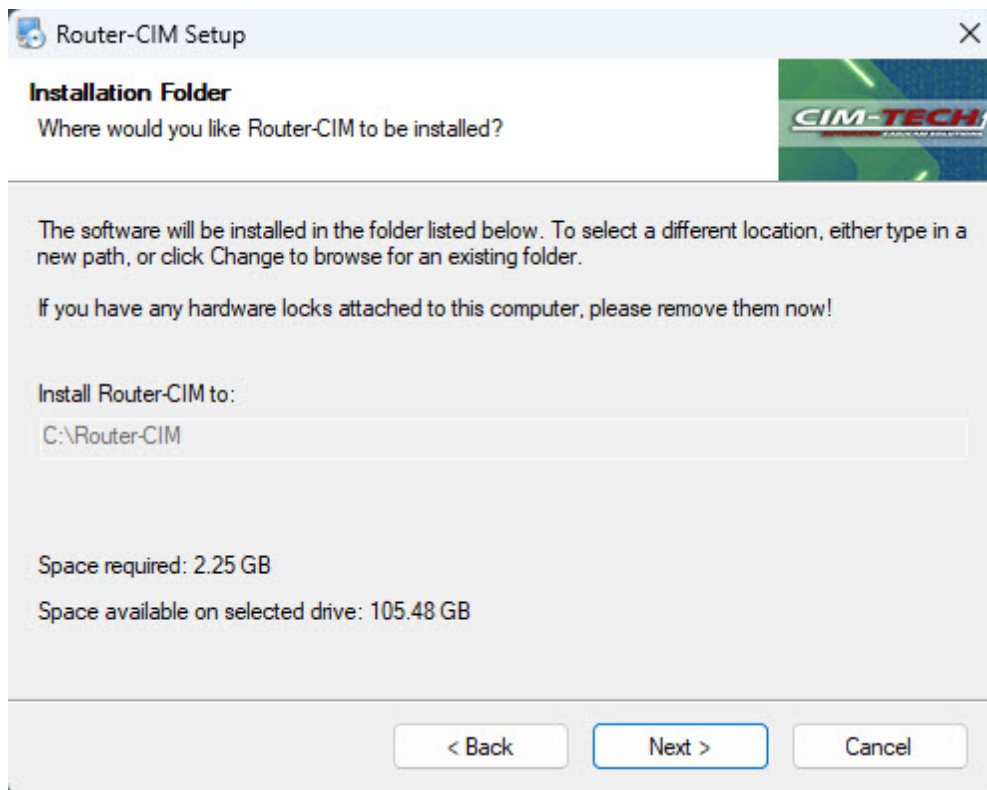 Router-CIM Setup
Installation Folder
Where would you like Router-CIM to be installed?
CIM-TECH
AUTOMATED CAD/CAM SOLUTIONS
The software will be installed in the folder listed below. To select a different location, either type in a
new path, or click Change to browse for an existing folder.
If you have any hardware locks attached to this computer, please remove them now!
Install Router-CIM to:
C:\Router-CIM
Space required: 2.25 GB
Space available on selected drive: 105.48 GB
< Back
Next >
Cancel